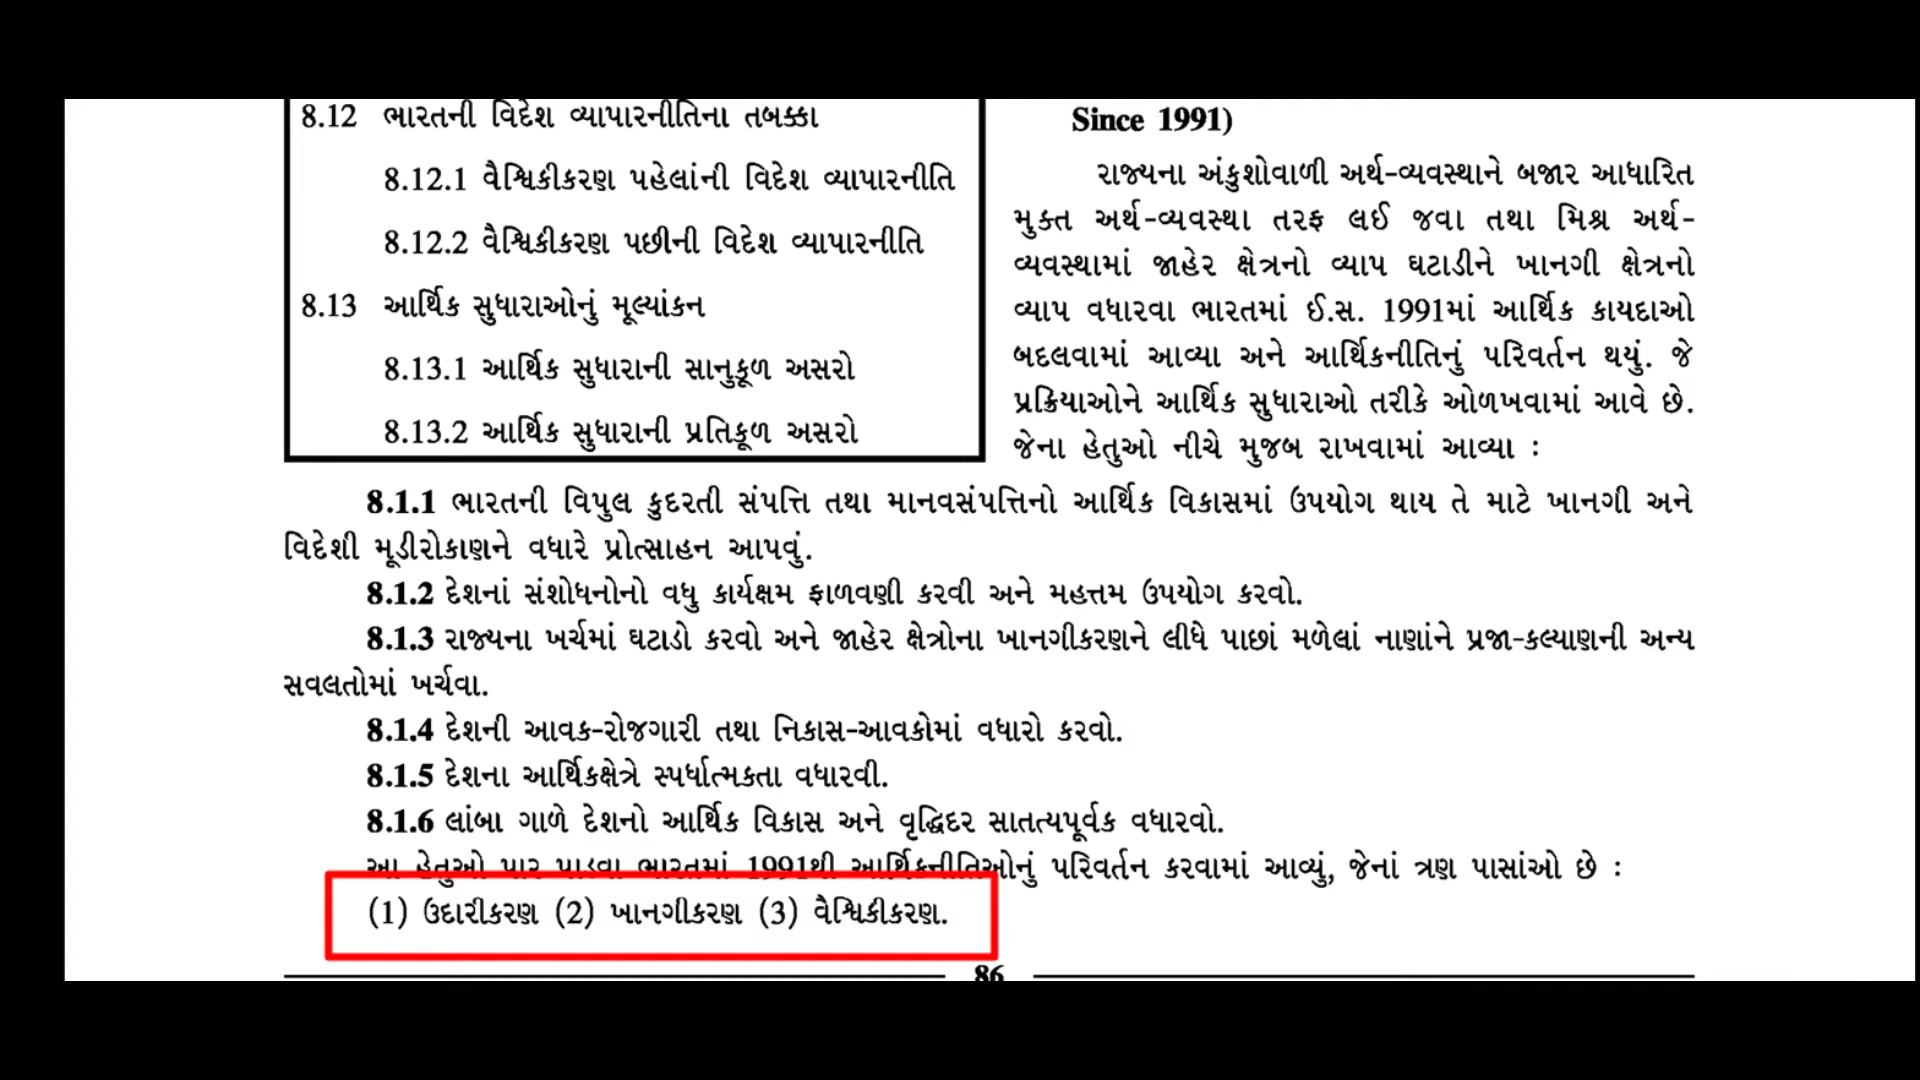 8.12 ભારતની વિદેશ વ્યાપારનીતિના તબક્કા
8.12.1 વૈશ્વિકીકરણ પહેલાંની વિદેશ વ્યાપારનીતિ
8.12.2 વૈશ્વિકીકરણ પછીની વિદેશ વ્યાપારનીતિ
8.13 આર્થિક સુધારાઓનું મૂલ્યાંકન
8.13.1 આર્થિક સુધારાની સાનુકૂળ અસરો
8.13.2 આર્થિક સુધારાની પ્રતિકૂળ અસરો
Since 1991)
રાજ્યના અંકુશોવાળી અર્થ-વ્યવસ્થાને બજાર આધારિત
મુક્ત અર્થ-વ્યવસ્થા તરફ લઈ જવા તથા મિશ્ર અર્થ-
વ્યવસ્થામાં જાહેર ક્ષેત્રનો વ્યાપ ઘટાડીને ખાનગી ક્ષેત્રનો
વ્યાપ વધારવા ભારતમાં ઈ.સ. 1991માં આર્થિક કાયદાઓ
બદલવામાં આવ્યા અને આર્થિકનીતિનું પરિવર્તન થયું. જે
પ્રક્રિયાઓને આર્થિક સુધારાઓ તરીકે ઓળખવામાં આવે છે.
જેના હેતુઓ નીચે મુજબ રાખવામાં આવ્યા :
8.1.1 ભારતની વિપુલ કુદરતી સંપત્તિ તથા માનવસંપત્તિનો આર્થિક વિકાસમાં ઉપયોગ થાય તે માટે ખાનગી અને
વિદેશી મૂડીરોકાણને વધારે પ્રોત્સાહન આપવું.
8.1.2 દેશનાં સંશોધનોનો વધુ કાર્યક્ષમ ફાળવણી કરવી અને મહત્તમ ઉપયોગ કરવો.
8.1.3 રાજ્યના ખર્ચમાં ઘટાડો કરવો અને જાહેર ક્ષેત્રોના ખાનગીકરણને લીધે પાછાં મળેલાં નાણાંને પ્રજા-કલ્યાણની અન્ય
સવલતોમાં ખર્ચવા.
8.1.4 દેશની આવક-રોજગારી તથા નિકાસ-આવકોમાં વધારો કરવો.
8.1.5 દેશના આર્થિકક્ષેત્રે સ્પર્ધાત્મકતા વધારવી.
8.1.6 લાંબા ગાળે દેશનો આર્થિક વિકાસ અને વૃદ્ધિદર સાતત્યપૂર્વક વધારવો.
આ હેતુઓ પાર પાડવા ભારતમાં 1991થી આર્થિકનીતિઓનું પરિવર્તન કરવામાં આવ્યું, જેનાં ત્રણ પાસાંઓ છે :
(1) ઉદારીકરણ (2) ખાનગીકરણ (3) વૈશ્વિકીકરણ.
86